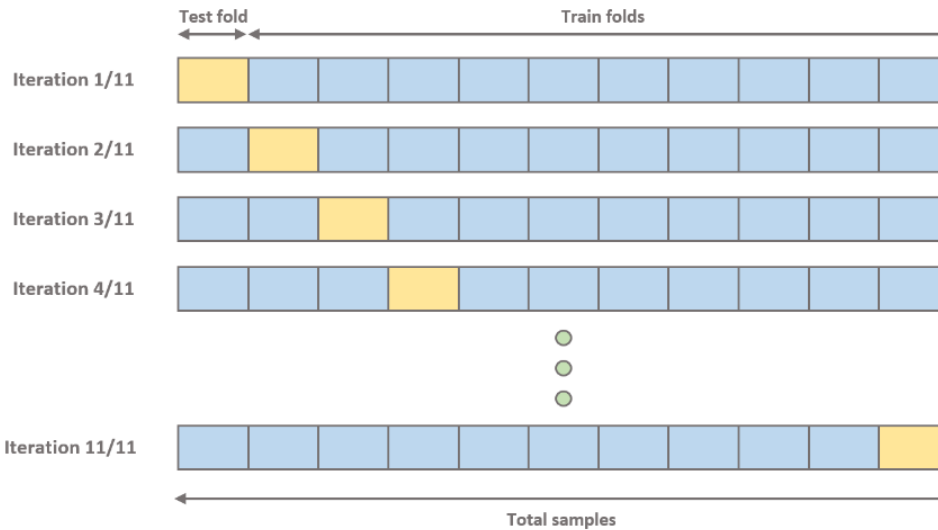 Test fold
Train folds
Iteration 1/11
Iteration 2/11
Iteration 3/11
Iteration 4/11
Iteration 11/11
Total samples